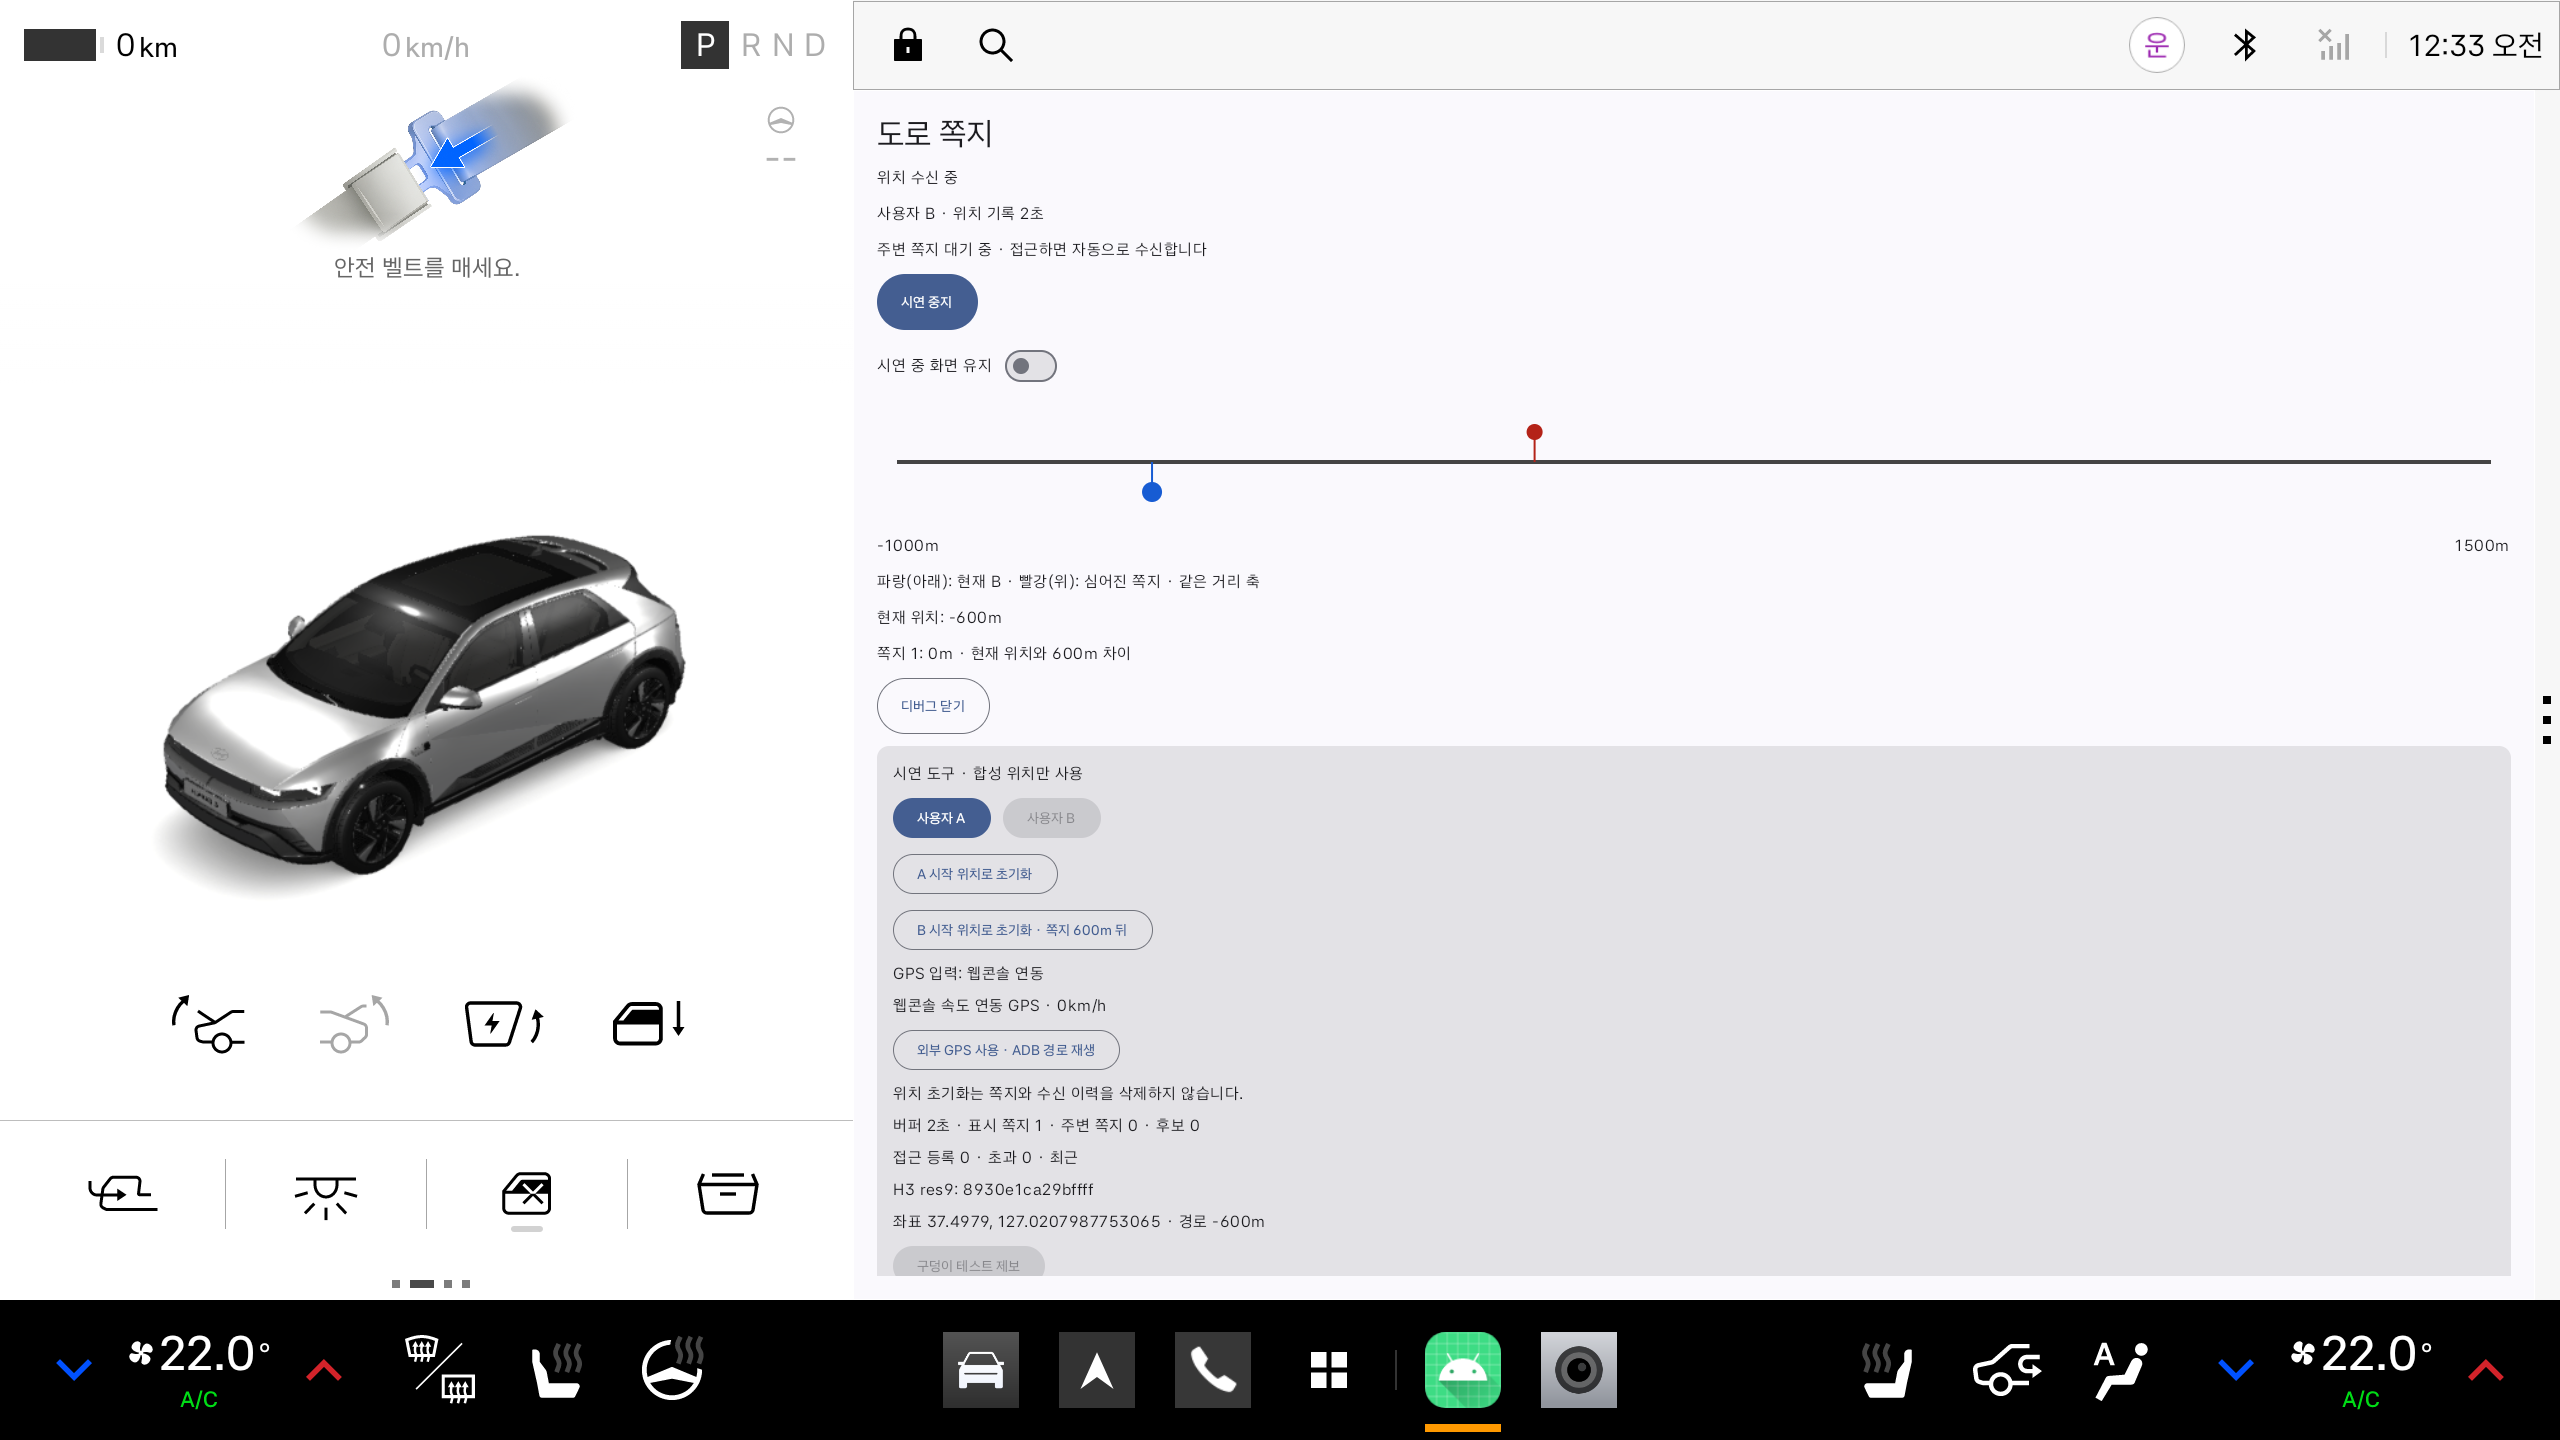 0km
0km/h
P R N D
운
12:33 오전
안전 벨트를 매세요.
도로 쪽지
위치 수신 중
사용자 B · 위치 기록 2초
주변 쪽지 대기 중 · 접근하면 자동으로 수신합니다
시연 중지
시연 중 화면 유지
-1000m
1500m
파랑(아래): 현재 B · 빨강(위): 심어진 쪽지 · 같은 거리 축
현재 위치: -600m
쪽지 1: 0m · 현재 위치와 600m 차이
디버그 닫기
시연 도구 · 합성 위치만 사용
사용자 A
사용자 B
A 시작 위치로 초기화
B 시작 위치로 초기화 · 쪽지 600m 뒤
GPS 입력: 웹콘솔 연동
웹콘솔 속도 연동 GPS · 0km/h
외부 GPS 사용 · ADB 경로 재생
위치 초기화는 쪽지와 수신 이력을 삭제하지 않습니다.
버퍼 2초 · 표시 쪽지 1 · 주변 쪽지 0 · 후보 0
접근 등록 0 · 초과 0 · 최근
H3 res9: 8930e1ca29bffff
좌표 37.4979, 127.0207987753065 · 경로 -600m
구덩이 테스트 제보
22.0°
A/C
A
22.0°
A/C